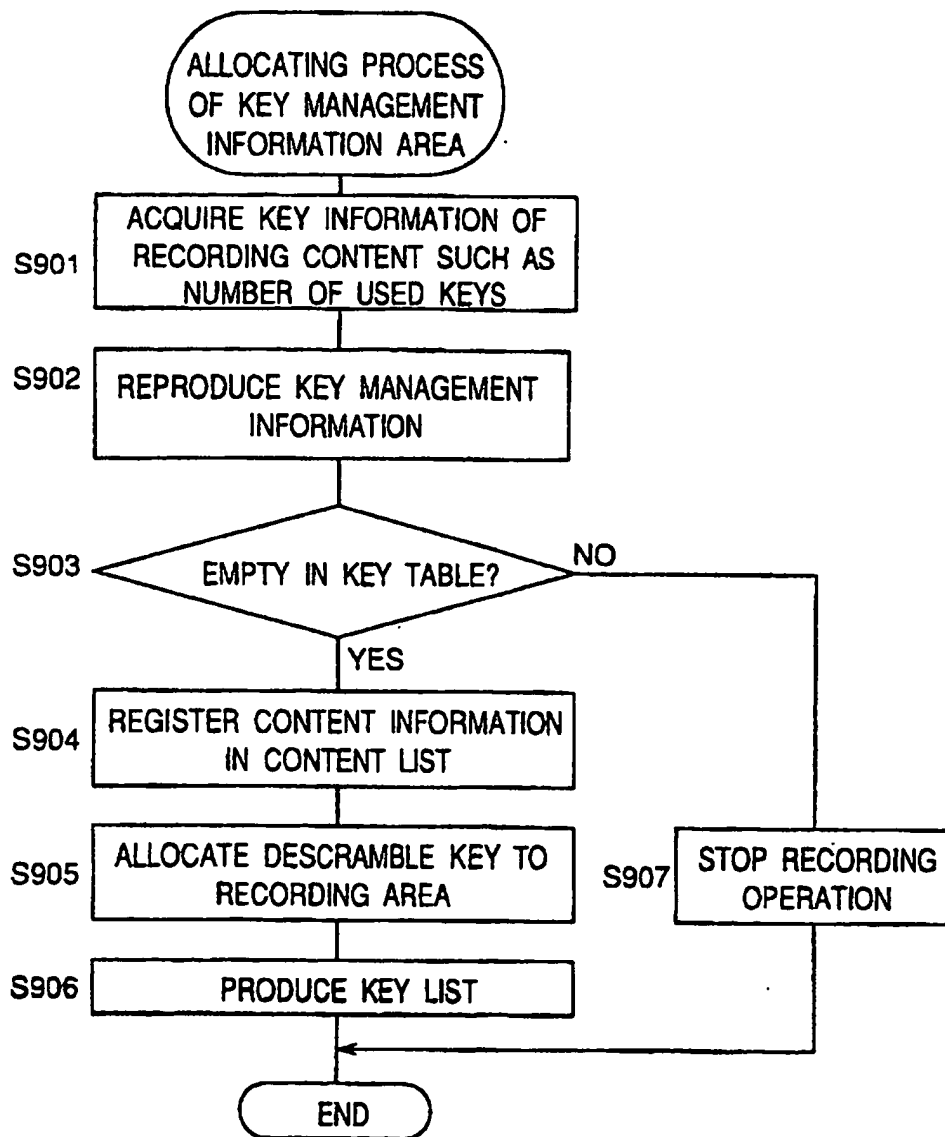 ALLOCATING PROCESS
OF KEY MANAGEMENT
INFORMATION AREA
S901
ACQUIRE KEY INFORMATION OF
RECORDING CONTENT SUCH AS
NUMBER OF USED KEYS
S902
REPRODUCE KEY MANAGEMENT
INFORMATION
S903
EMPTY IN KEY TABLE?
NO
YES
S904
REGISTER CONTENT INFORMATION
IN CONTENT LIST
S905
ALLOCATE DESCRAMBLE KEY TO
RECORDING AREA
S907
STOP RECORDING
OPERATION
S906
PRODUCE KEY LIST
END